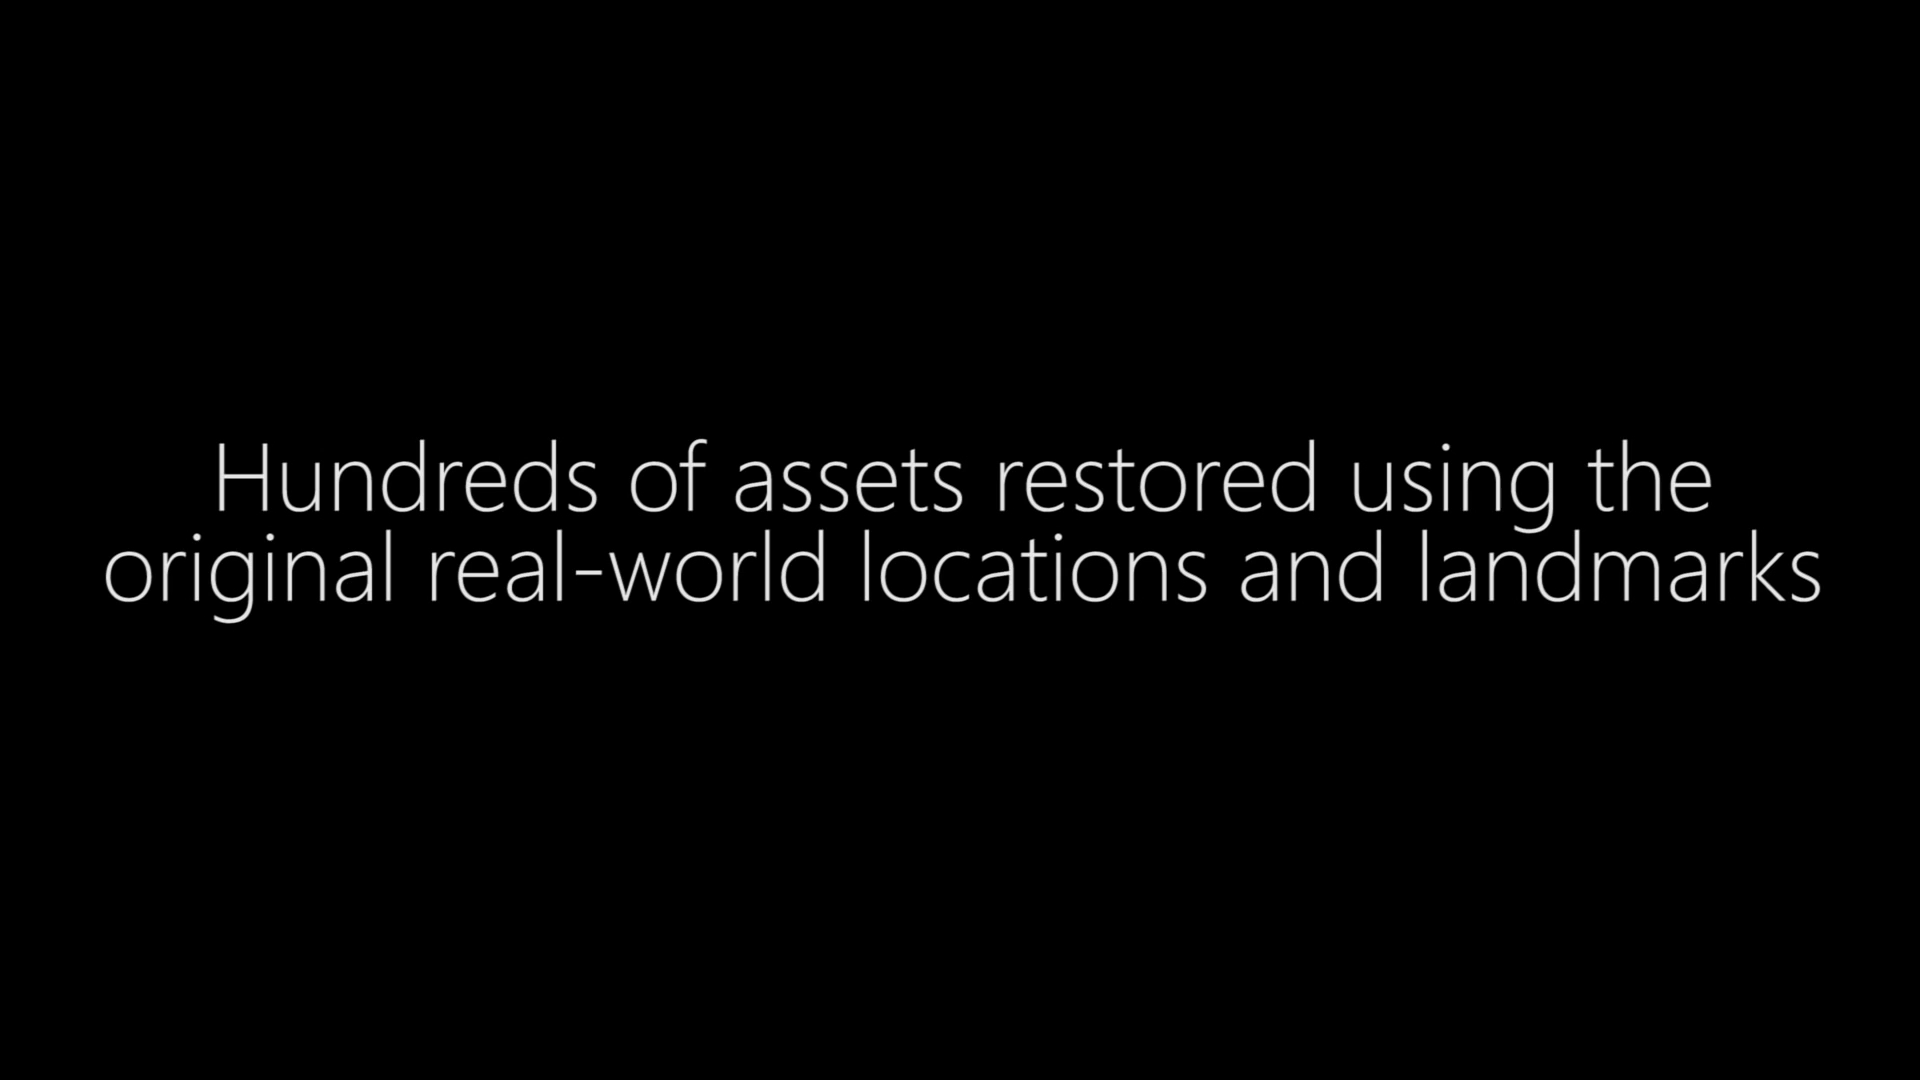 Hundreds of assets restored using the
original real-world locations and landmarks